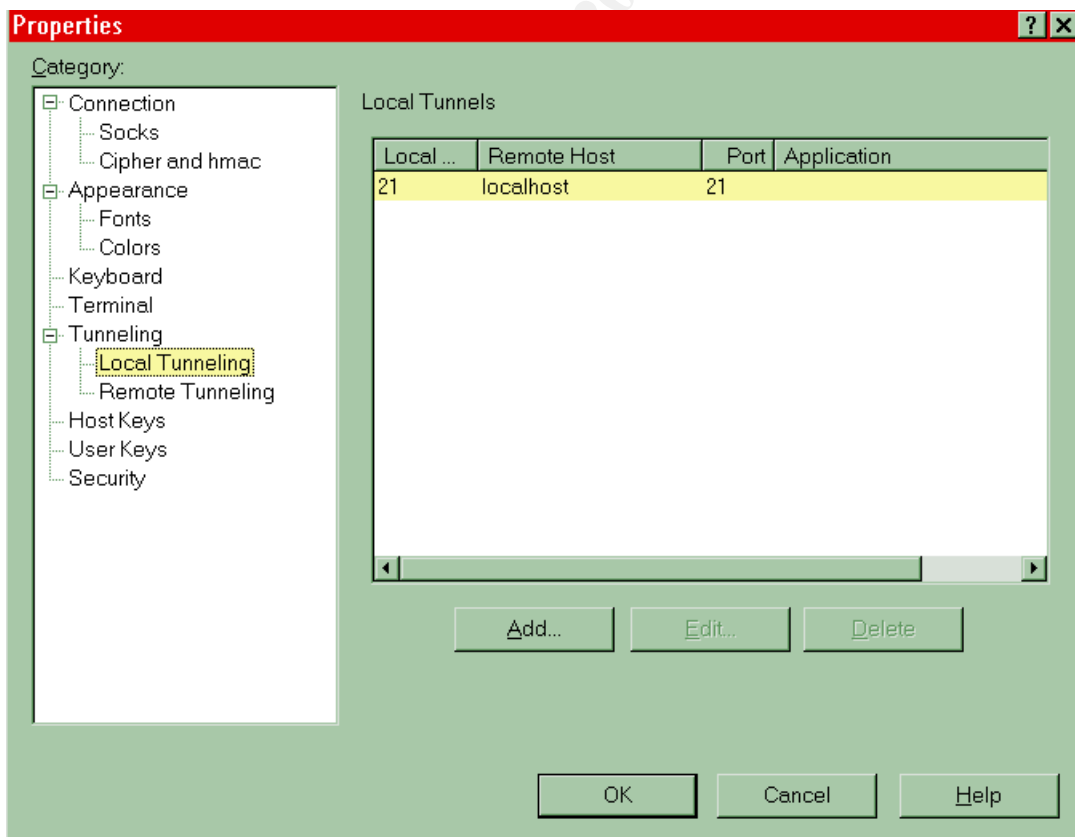 Properties
Category:
Connection
Socks
Cipher and hmac
Appearance
Fonts
Colors
Keyboard
Terminal
Tunneling
Local Tunneling
Remote Tunneling
Host Keys
User Keys
Security
Local Tunnels
Local ... Remote Host Port Application
21 localhost 21
Add... Edit... Delete
OK Cancel Help